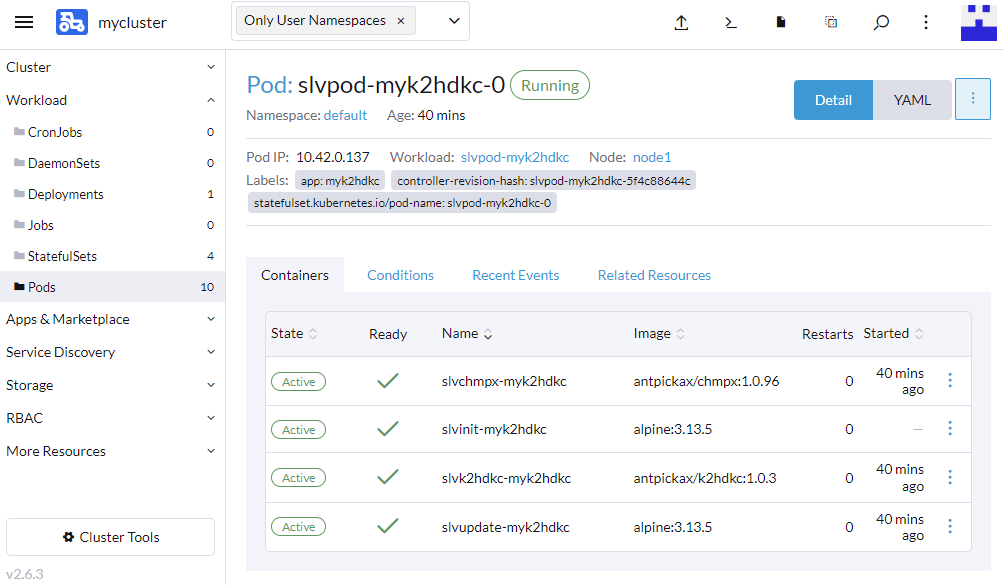 mycluster
Only User Namespaces ×
Cluster
Workload
CronJobs 0
DaemonSets 0
Deployments 1
Jobs 0
StatefulSets 4
Pods 10
Apps & Marketplace
Service Discovery
Storage
RBAC
More Resources
Cluster Tools
v2.6.3
Pod: slvpod-myk2hdkc-0 Running
Namespace: default Age: 40 mins
Detail YAML
Pod IP: 10.42.0.137 Workload: slvpod-myk2hdkc Node: node1
Labels: app: myk2hdkc controller-revision-hash: slvpod-myk2hdkc-5f4c88644c
statefulset.kubernetes.io/pod-name: slvpod-myk2hdkc-0
Containers Conditions Recent Events Related Resources
State Ready Name Image Restarts Started
Active slvchmpx-myk2hdkc antpickax/chmpx:1.0.96 0 40 mins
ago
Active slvinit-myk2hdkc alpine:3.13.5 0 —
Active slvk2hdkc-myk2hdkc antpickax/k2hdkc:1.0.3 0 40 mins
ago
Active slvupdate-myk2hdkc alpine:3.13.5 0 40 mins
ago